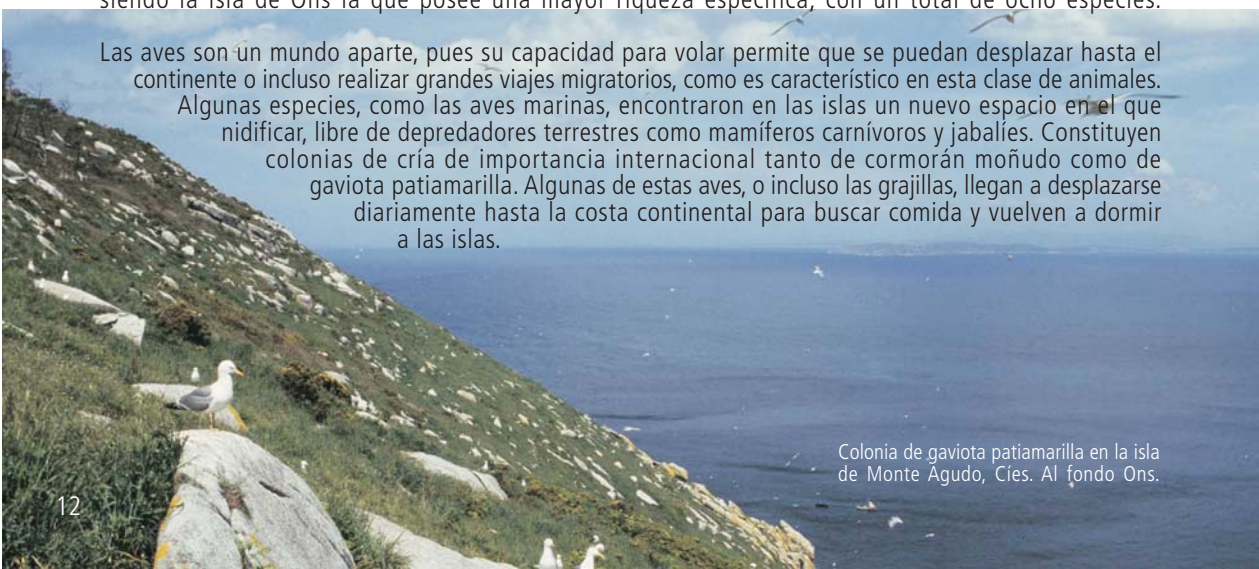 siendo la isla de Ons la que posee una mayor riqueza específica, con un total de ocho especies.
Las aves son un mundo aparte, pues su capacidad para volar permite que se puedan desplazar hasta el
continente o incluso realizar grandes viajes migratorios, como es característico en esta clase de animales.
Algunas especies, como las aves marinas, encontraron en las islas un nuevo espacio en el que
nidificar, libre de depredadores terrestres como mamíferos carnívoros y jabalíes. Constituyen
colonias de cría de importancia internacional tanto de cormorán moñudo como de
gaviota patiamarilla. Algunas de estas aves, o incluso las grajillas, llegan a desplazarse
diariamente hasta la costa continental para buscar comida y vuelven a dormir
a las islas.
Colonia de gaviota patiamarilla en la isla
de Monte Águdo, Cíes. Al fondo Ons.
12